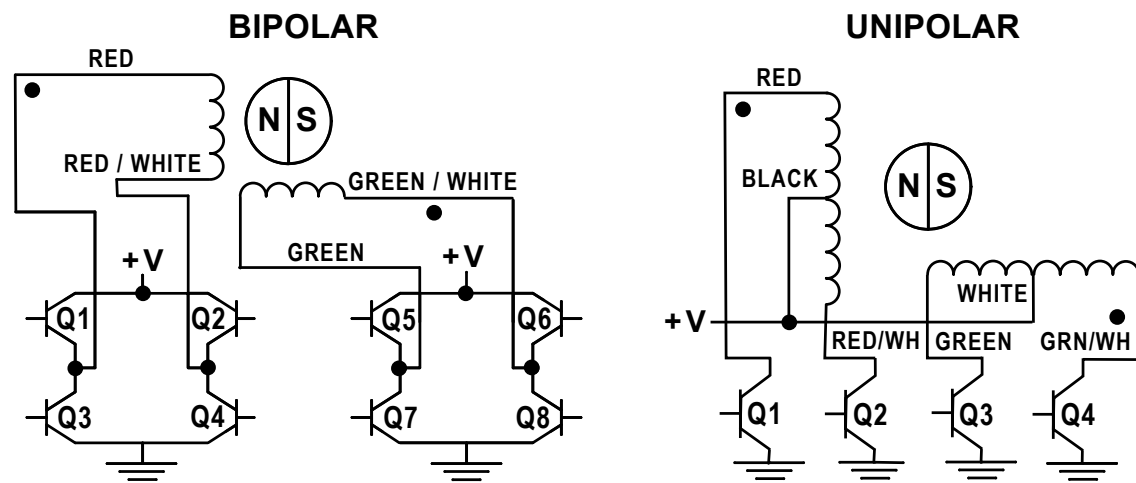 BIPOLAR
RED
N S
RED / WHITE
GREEN / WHITE
GREEN
+V
+V
Q1
Q2
Q5
Q6
Q3
Q4
Q7
Q8
UNIPOLAR
RED
BLACK
N S
WHITE
+V
RED/WH
GREEN
GRN/WH
Q1
Q2
Q3
Q4